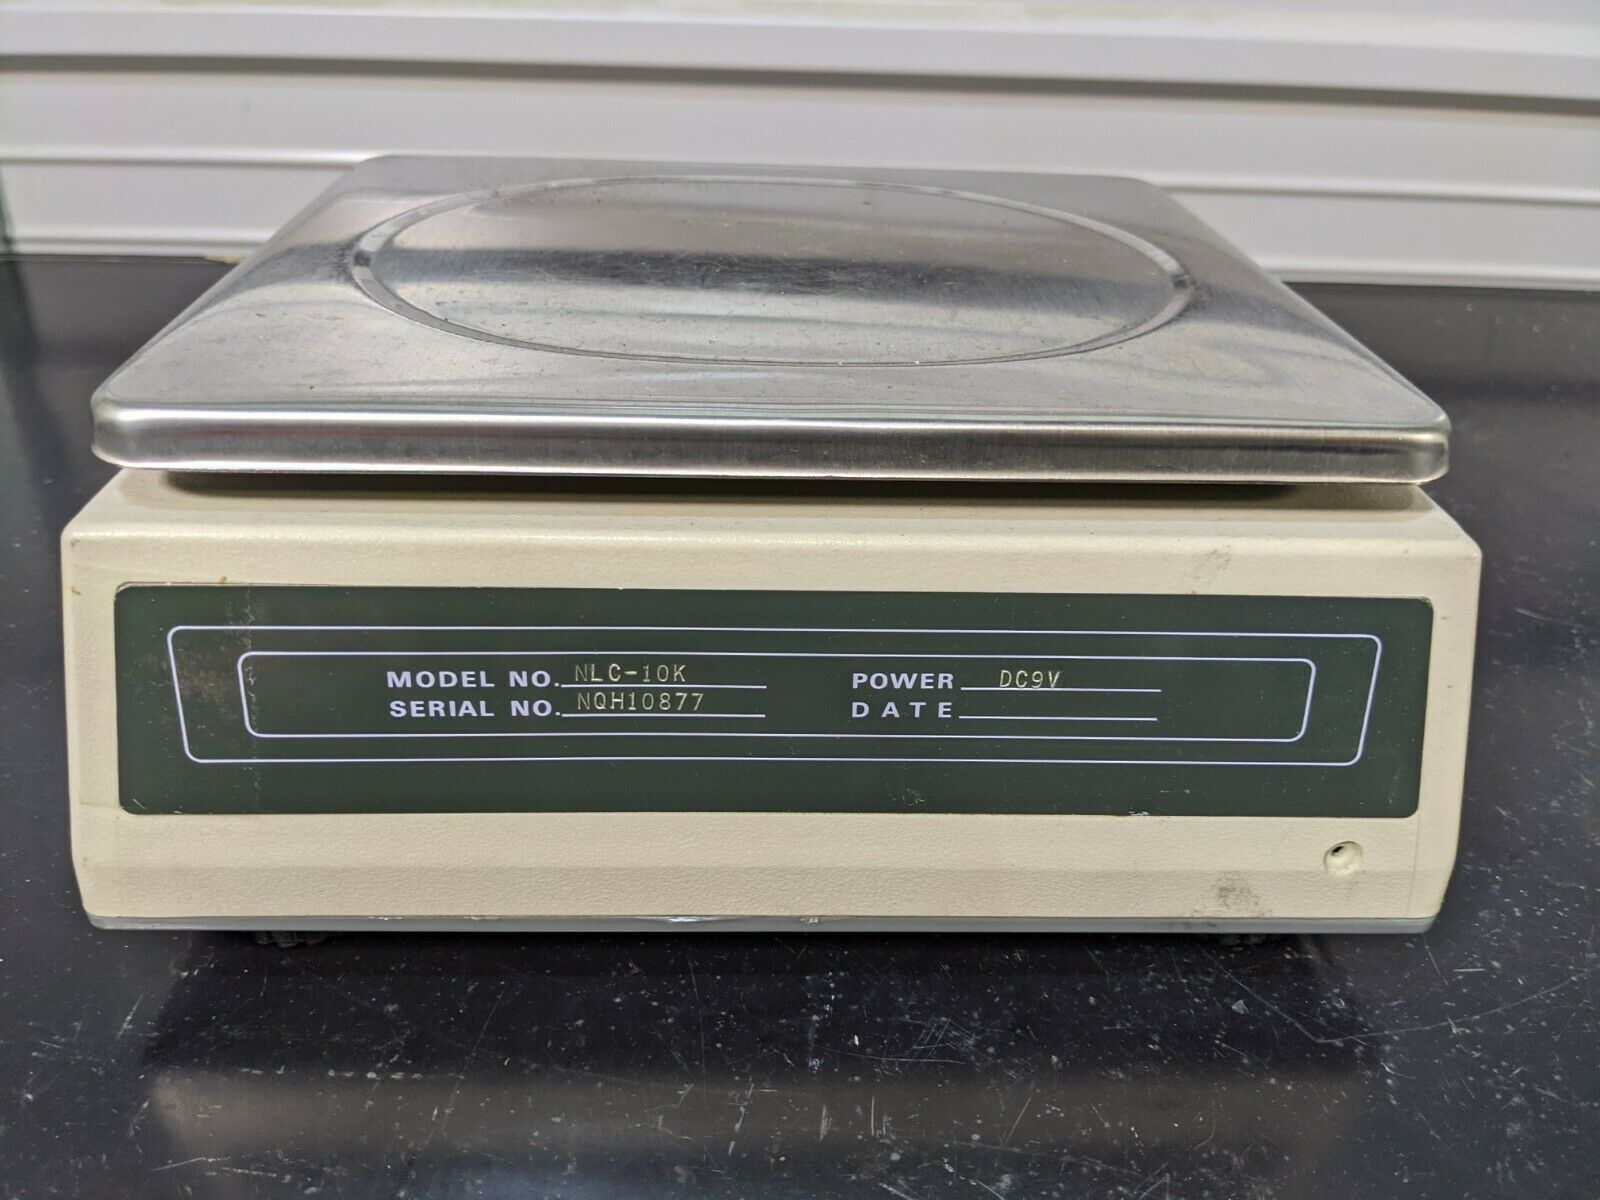 MODEL NO. NLC-10K POWER DC9V
SERIAL NO. NQH10877 DATE